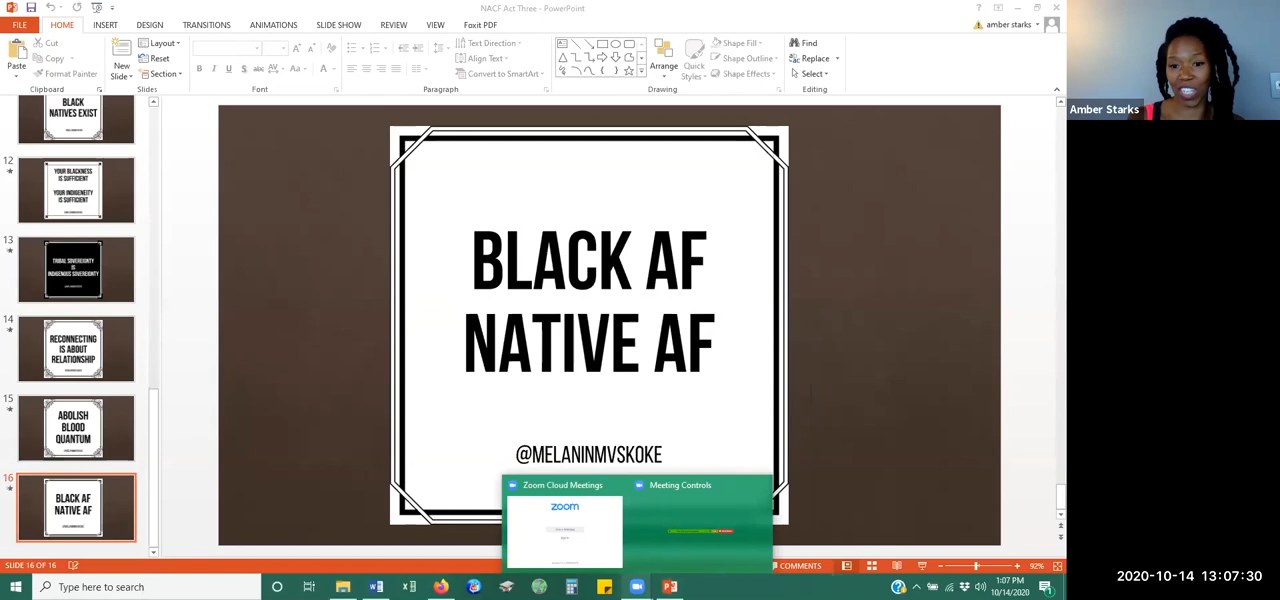 NACF Act Three - PowerPoint
FILE HOME INSERT DESIGN TRANSITIONS ANIMATIONS SLIDE SHOW REVIEW VIEW Foxit PDF
amber starks
Paste
Cut
Copy
Format Painter
Clipboard
New
Slide
Layout
Reset
Section
Slides
B I U S abc AV Aa A
Font
Paragraph
Text Direction
Align Text
Convert to SmartArt
Arrange
Quick
Styles
Shape Fill
Shape Outline
Shape Effects
Drawing
Find
Replace
Select
Editing
Amber Starks
BLACK
NATIVES EXIST
12
YOUR BLACKNESS
IS SUFFICIENT
YOUR INDIGENEITY
IS SUFFICIENT
13
TRIBAL SOVEREIGNTY
IS
INDIGENOUS SOVEREIGNTY
14
RECONNECTING
IS ABOUT
RELATIONSHIP
15
ABOLISH
BLOOD
QUANTUM
16
BLACK AF
NATIVE AF
BLACK AF
NATIVE AF
@MELANINMVSKOKE
Zoom Cloud Meetings
Meeting Controls
zoom
SLIDE 16 OF 16
COMMENTS
92%
Type here to search
1:07 PM
10/14/2020
2020-10-14 13:07:30